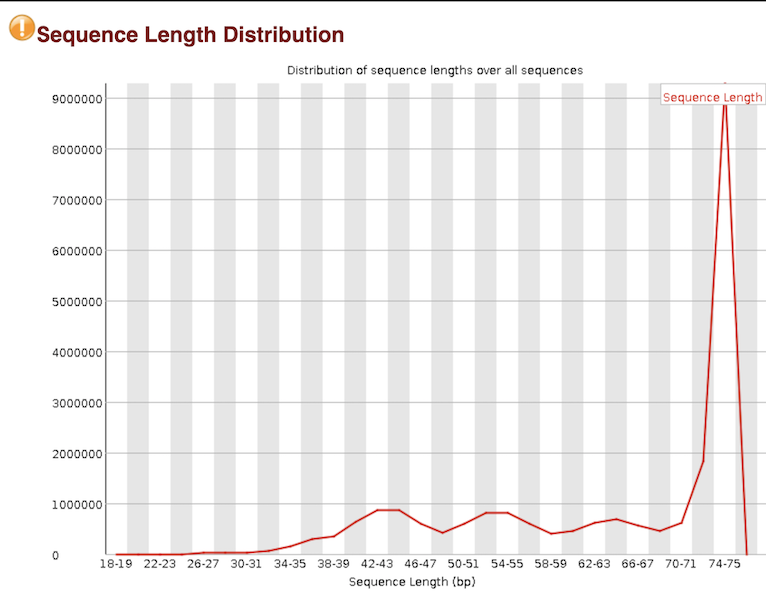 Sequence Length Distribution
Distribution of sequence lengths over all sequences
Sequence Length
9000000
8000000
7000000
6000000
5000000
4000000
3000000
2000000
1000000
0
18-19 22-23 26-27 30-31 34-35 38-39 42-43 46-47 50-51 54-55 58-59 62-63 66-67 70-71 74-75
Sequence Length (bp)